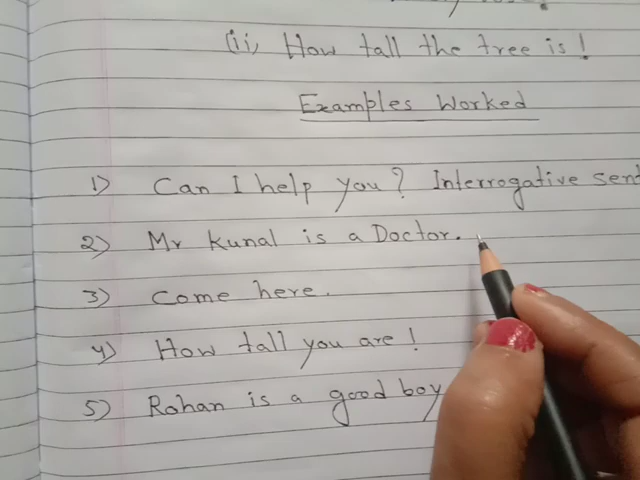 (ii) How tall the tree is!
Examples Worked
1) Can I help you? Interrogative sent
2) Mr Kunal is a Doctor.
3) Come here.
4) How tall you are!
5) Rohan is a good boy